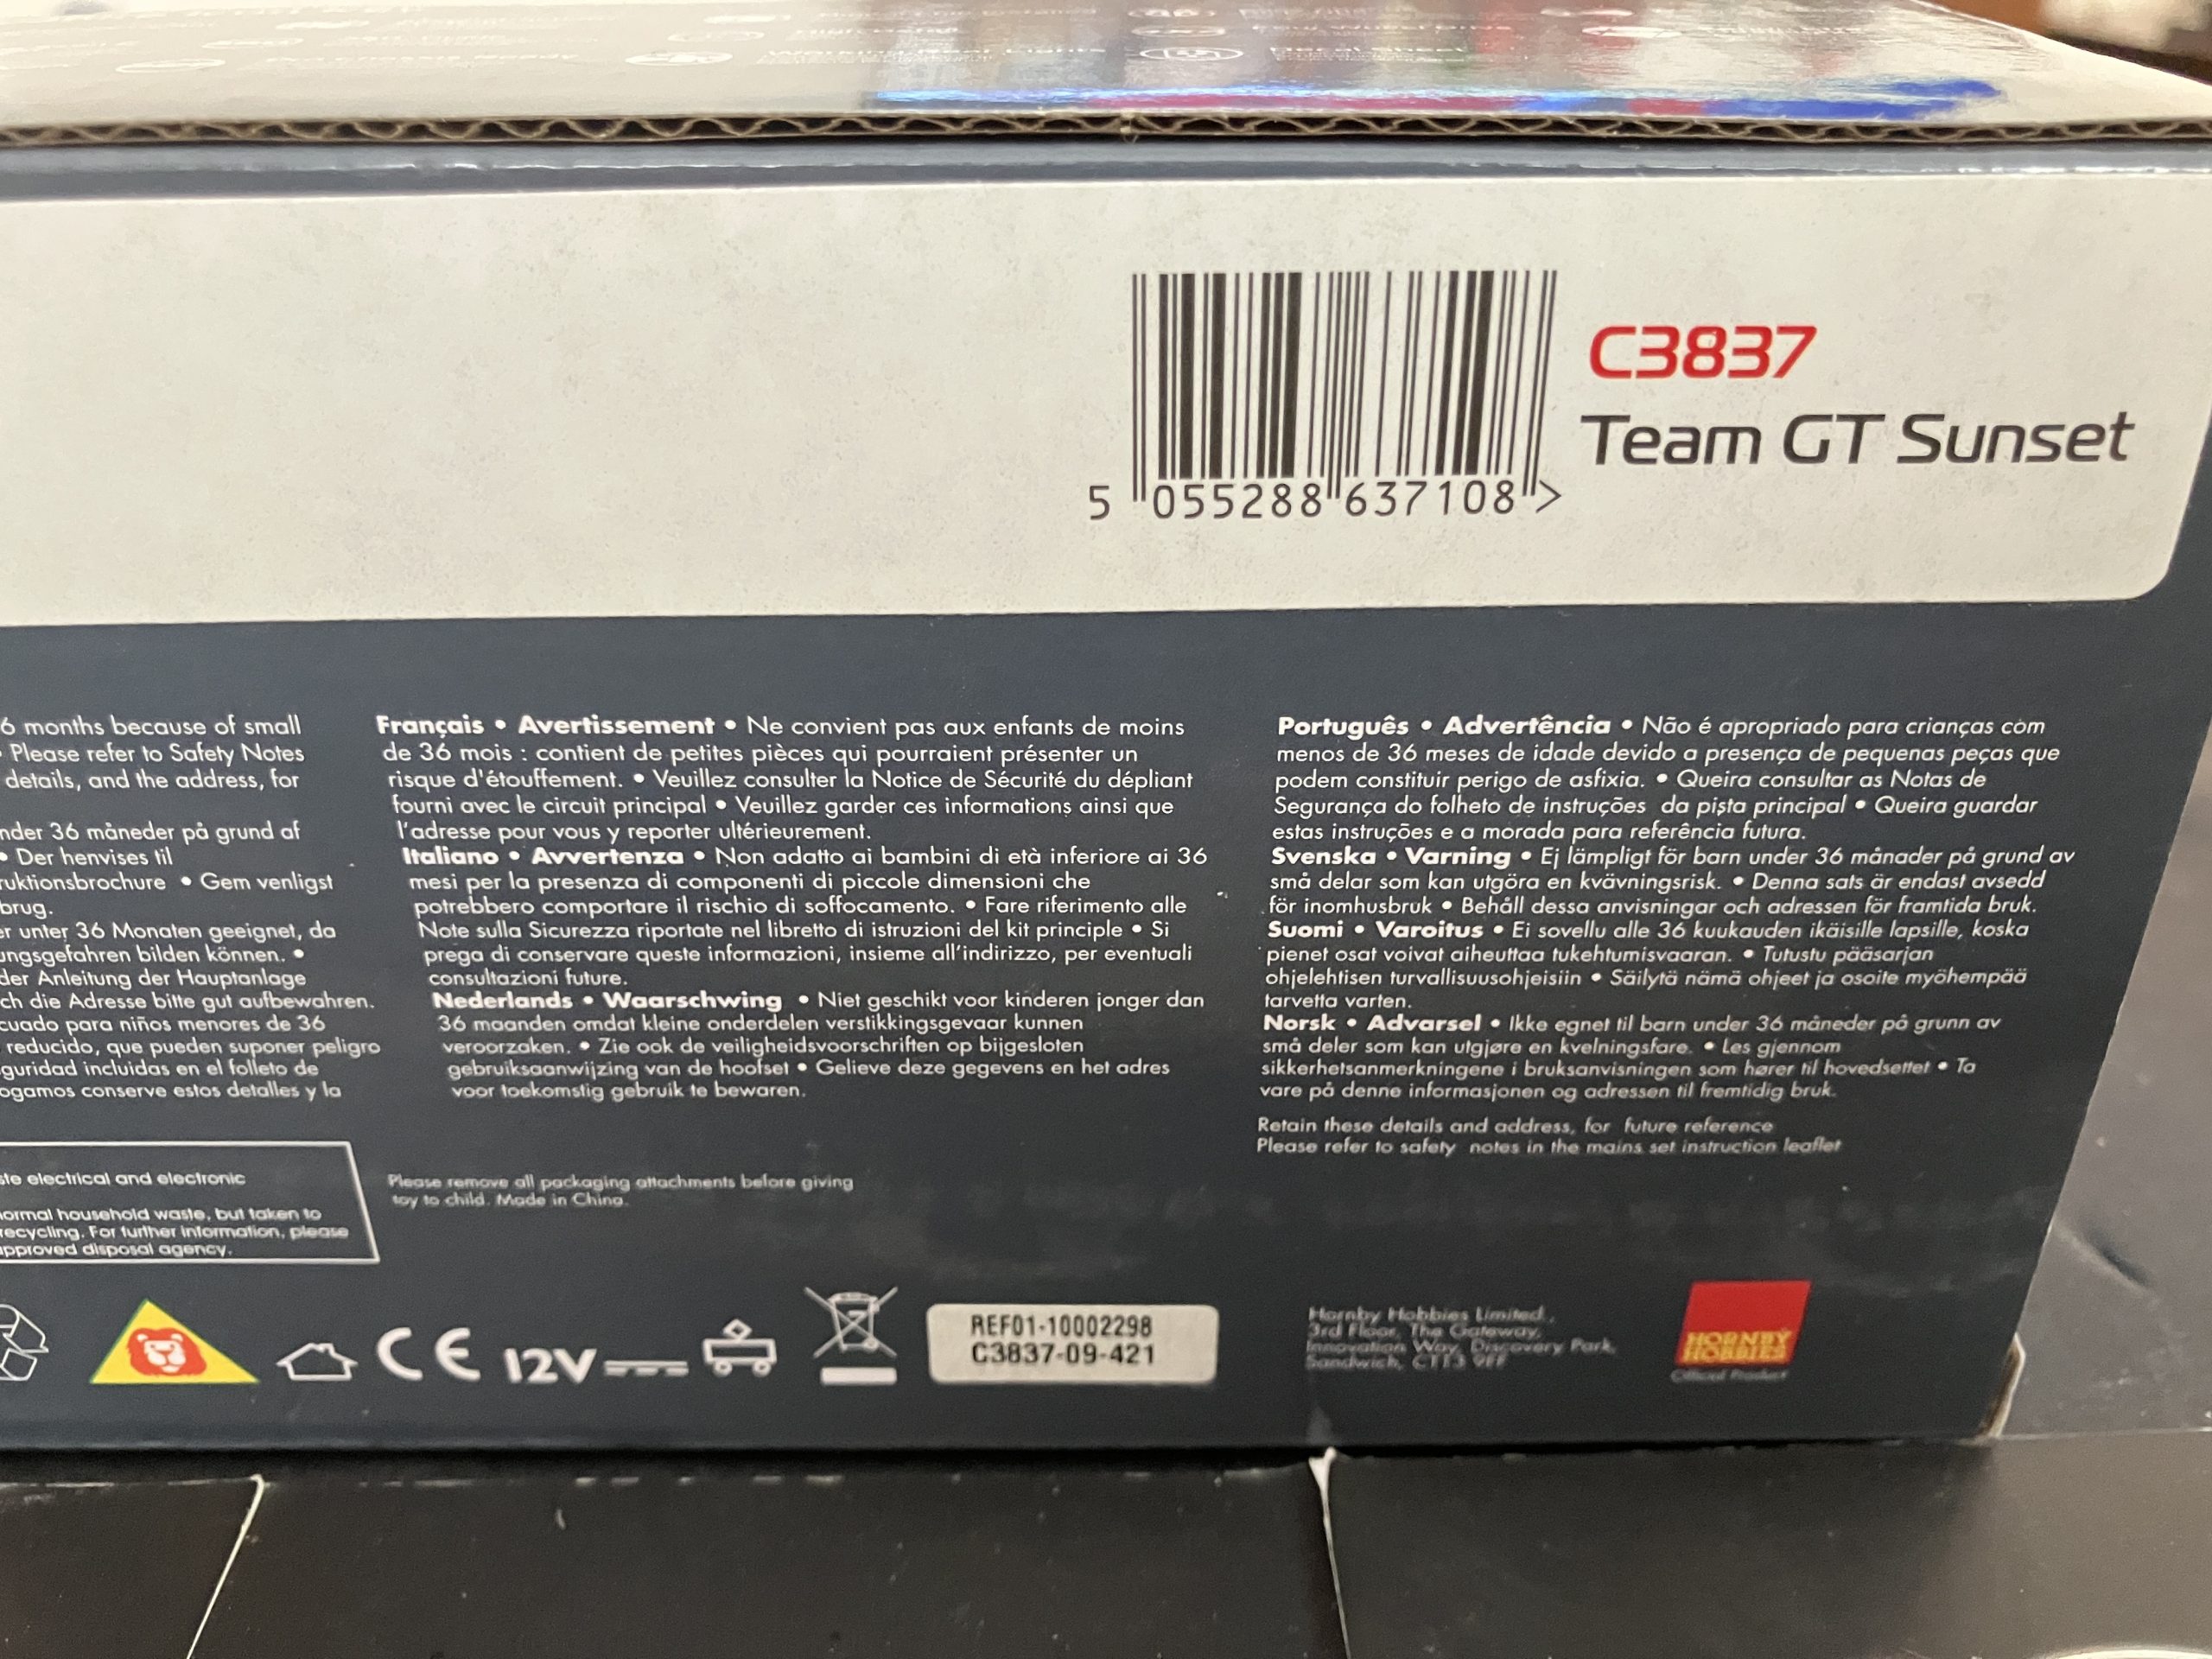 C3837
Team GT Sunset
5 055288 637108 >
6 months because of small
Please refer to Safety Notes
details, and the address, for
nder 36 måneder på grund af
• Der henvises til
ruktionsbrochure • Gem venligst
brug.
er unter 36 Monaten geeignet, da
ungsgefahren bilden können. •
der Anleitung der Hauptanlage
ch die Adresse bitte gut aufbewahren.
cuado para niños menores de 36
reducido, que pueden suponer peligro
guridad incluidas en el folleto de
ogamos conserve estos detalles y la
ste electrical and electronic
normal household waste, but taken to
recycling. For further information, please
approved disposal agency.
Français • Avertissement • Ne convient pas aux enfants de moins
de 36 mois : contient de petites pièces qui pourraient présenter un
risque d'étouffement. • Veuillez consulter la Notice de Sécurité du dépliant
fourni avec le circuit principal • Veuillez garder ces informations ainsi que
l'adresse pour vous y reporter ultérieurement.
Italiano • Avvertenza • Non adatto ai bambini di età inferiore ai 36
mesi per la presenza di componenti di piccole dimensioni che
potrebbero comportare il rischio di soffocamento. • Fare riferimento alle
Note sulla Sicurezza riportate nel libretto di istruzioni del kit principle • Si
prega di conservare queste informazioni, insieme all'indirizzo, per eventuali
consultazioni future.
Nederlands • Waarschwing • Niet geschikt voor kinderen jonger dan
36 maanden omdat kleine onderdelen verstikkingsgevaar kunnen
veroorzaken. • Zie ook de veiligheidsvoorschriften op bijgesloten
gebruiksaanwijzing van de hoofset • Gelieve deze gegevens en het adres
voor toekomstig gebruik te bewaren.
Please remove all packaging attachments before giving
toy to child. Made in China.
Português • Advertência • Não é apropriado para crianças com
menos de 36 meses de idade devido a presença de pequenas peças que
podem constituir perigo de asfixia. • Queira consultar as Notas de
Segurança do folheto de instruções da pista principal • Queira guardar
estas instruções e a morada para referência futura.
Svenska • Varning • Ej lämpligt för barn under 36 månader på grund av
små delar som kan utgöra en kvävningsrisk. • Denna sats är endast avsedd
för inomhusbruk • Behåll dessa anvisningar och adressen för framtida bruk.
Suomi • Varoitus • Ei sovellu alle 36 kuukauden ikäisille lapsille, koska
pienet osat voivat aiheuttaa tukehtumisvaaran. • Tutustu pääsarjan
ohjelehtisen turvallisuusohjeisiin • Säilytä nämä ohjeet ja osoite myöhempää
tarvetta varten.
Norsk • Advarsel • Ikke egnet til barn under 36 måneder på grunn av
små deler som kan utgjøre en kvelningsfare. • Les gjennom
sikkerhetsanmerkningene i bruksanvisningen som hører til hovedsettet • Ta
vare på denne informasjonen og adressen til fremtidig bruk.
Retain these details and address, for future reference
Please refer to safety notes in the mains set instruction leaflet
CE
12V
REF01-10002298
C3837-09-421
Hornby Hobbies Limited,
3rd Floor, The Gateway,
Innovation Way, Discovery Park,
Sandwich, CT13 9FF
HORNBY
HOBBIES
Official Product